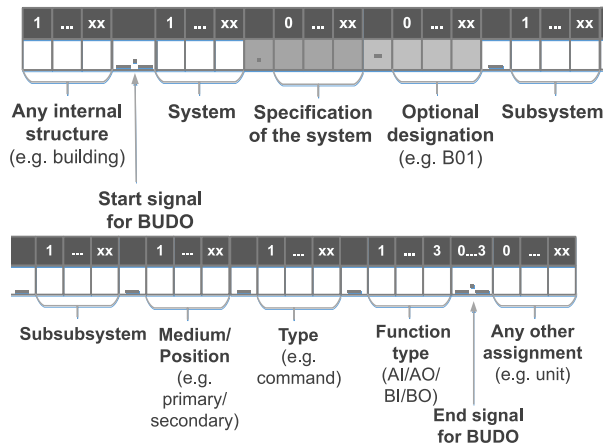 1 ... xx 1 ... xx 0 ... xx 0 ... xx 1 ... xx
_._ . - _
Any internal structure (e.g. building)
System
Specification of the system
Optional designation (e.g. B01)
Subsystem
Start signal for BUDO
1 ... xx 1 ... xx 1 ... xx 1 ... 3 0...3 0 ... xx
_ _ _ _ _._
Subsubsystem
Medium/
Position
(e.g.
primary/
secondary)
Type
(e.g.
command)
Function
type
(AI/AO/
BI/BO)
Any other
assignment
(e.g. unit)
End signal
for BUDO